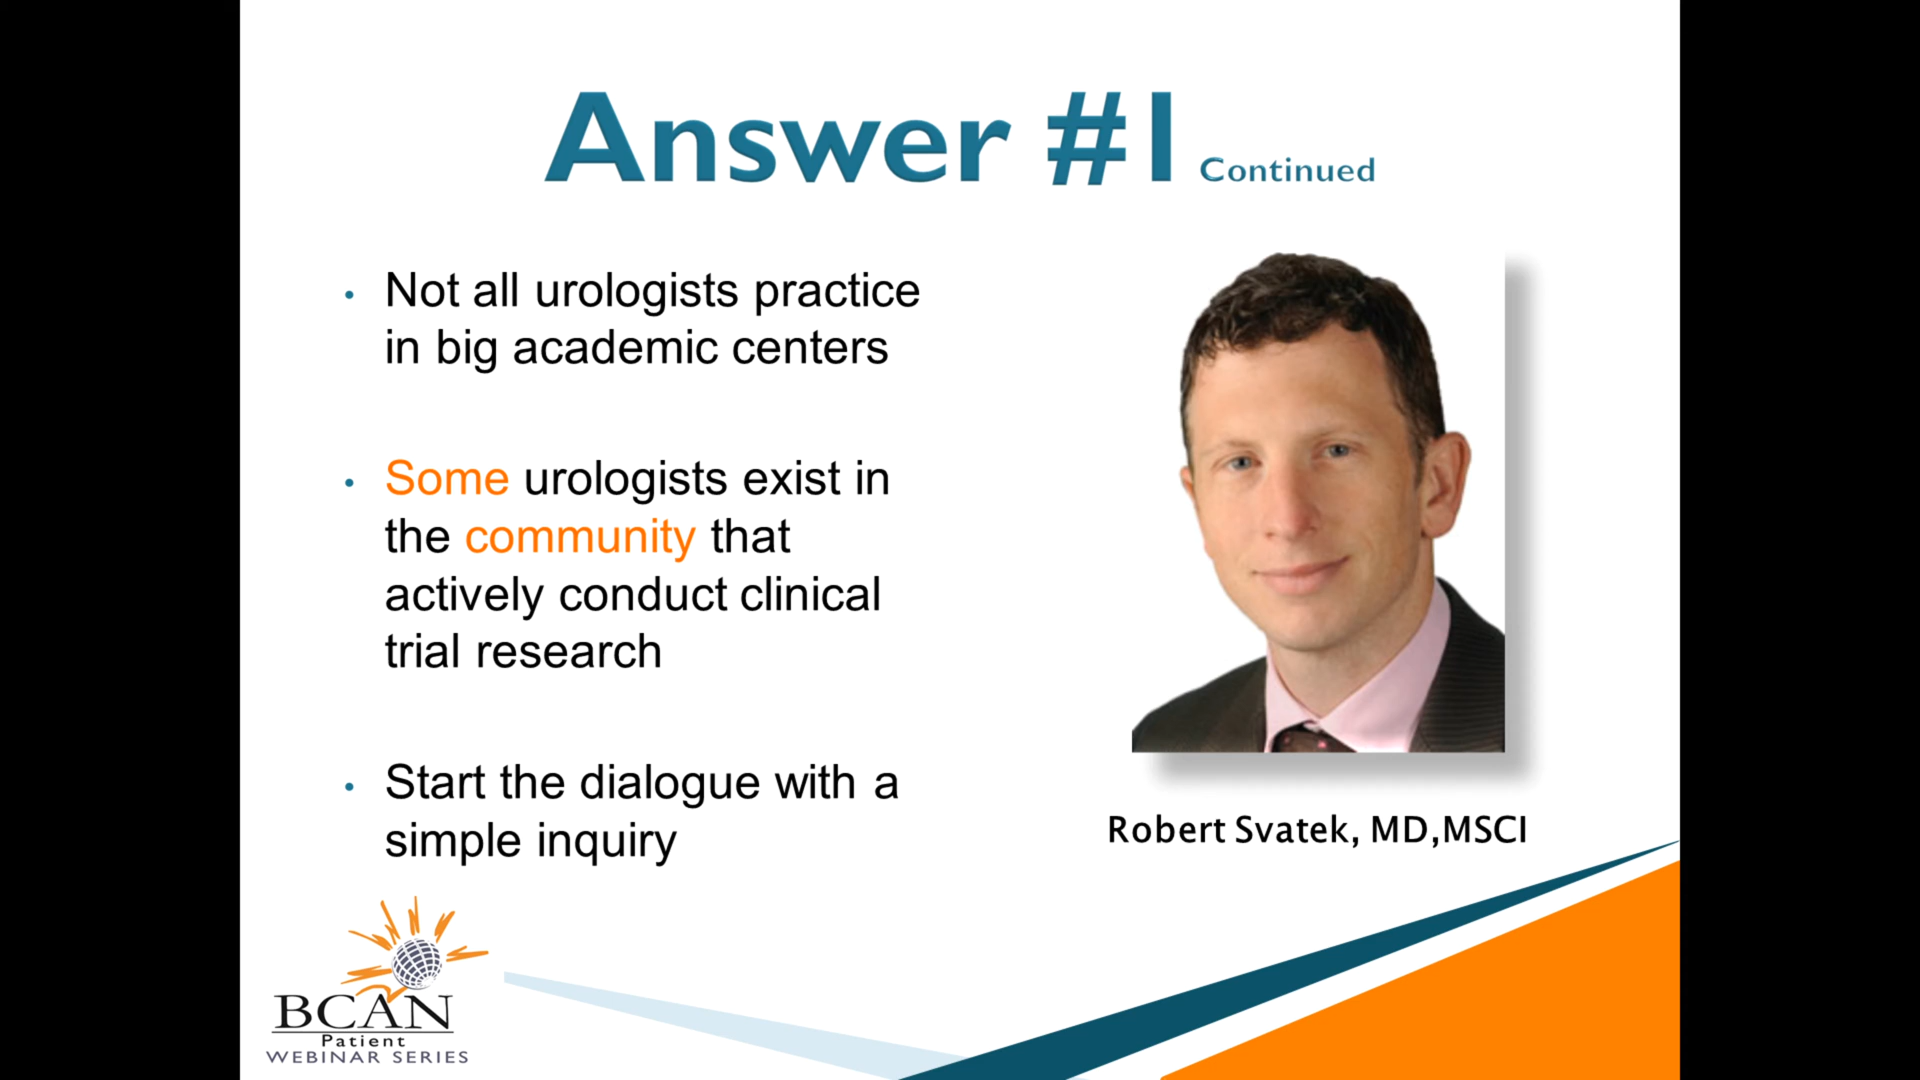 Answer #1 Continued
• Not all urologists practice
in big academic centers
• Some urologists exist in
the community that
actively conduct clinical
trial research
• Start the dialogue with a
simple inquiry
Robert Svatek, MD,MSCI
BCAN
Patient
WEBINAR SERIES